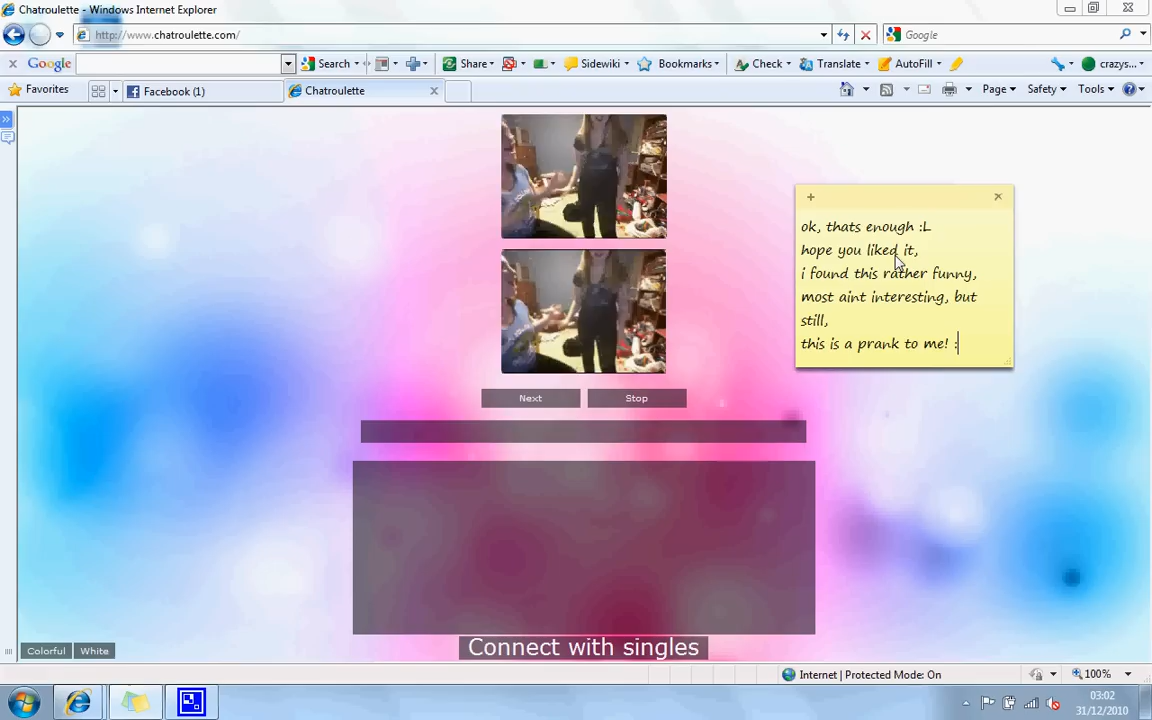 Chatroulette - Windows Internet Explorer
http://www.chatroulette.com/
Google
Google
Search
Share
Sidewiki
Bookmarks
Check
Translate
AutoFill
crazys...
Favorites
Facebook (1)
Chatroulette
Page
Safety
Tools
ok, thats enough :L
hope you liked it,
i found this rather funny,
most aint interesting, but
still,
this is a prank to me! :
Next
Stop
Connect with singles
Colorful
White
Internet | Protected Mode: On
100%
03:02
31/12/2010